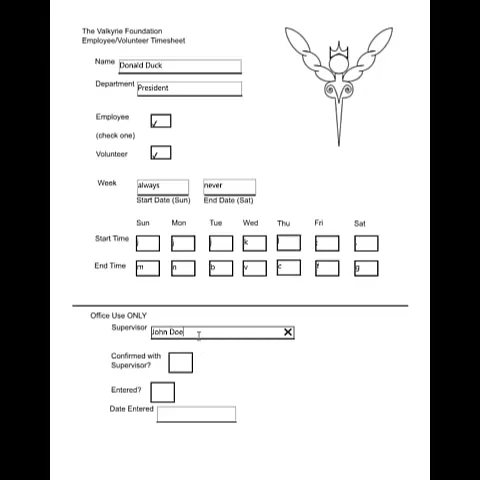 The Valkyrie Foundation
Employee/Volunteer Timesheet
Name Donald Duck
Department President
Employee
(check one)
Volunteer
Week always never
Start Date (Sun) End Date (Sat)
Sun Mon Tue Wed Thu Fri Sat
Start Time k
End Time m n b v c f g
Office Use ONLY
Supervisor John Doe
Confirmed with
Supervisor?
Entered?
Date Entered